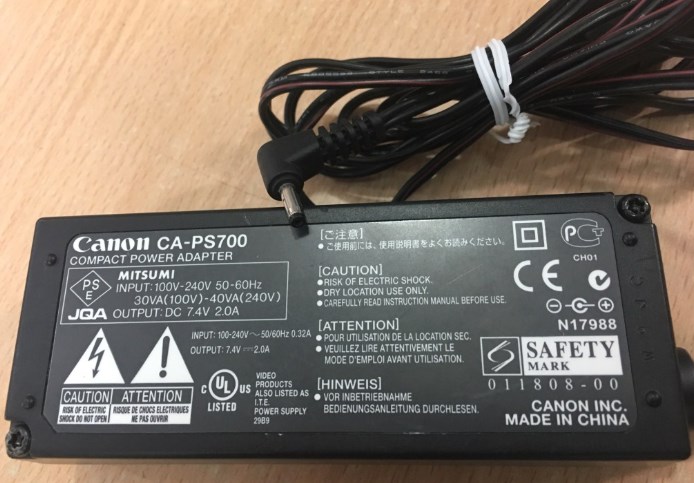 Canon CA-PS700
COMPACT POWER ADAPTER
PS
E
JQA
MITSUMI
INPUT: 100V-240V 50-60Hz
30VA(100V)-40VA(240V)
OUTPUT: DC 7.4V 2.0A
INPUT: 100-240V～50/60Hz 0.32A
OUTPUT: 7.4V⎓2.0A
CAUTION
RISK OF ELECTRIC
SHOCK DO NOT OPEN
ATTENTION
RISQUE DE CHOCS ELECTRIQUES
NE PAS OUVRIR
C UL US
LISTED
VIDEO
PRODUCTS
ALSO LISTED AS
I.T.E.
POWER SUPPLY
29B9
[ご注意]
●ご使用前には、使用説明書をよくお読みください。
[CAUTION]
●RISK OF ELECTRIC SHOCK.
●DRY LOCATION USE ONLY.
●CAREFULLY READ INSTRUCTION MANUAL BEFORE USE.
[ATTENTION]
●POUR UTILISATION DE LA LOCATION SEC.
●VEUILLEZ LIRE ATTENTIVEMENT LE
MODE D'EMPLOI AVANT UTILISATION.
[HINWEIS]
●VOR INBETRIEBNAHME
BEDIENUNGSANLEITUNG DURCHLESEN.
PCT
CH01
CE
N17988
S SAFETY
MARK
011808-00
CANON INC.
MADE IN CHINA